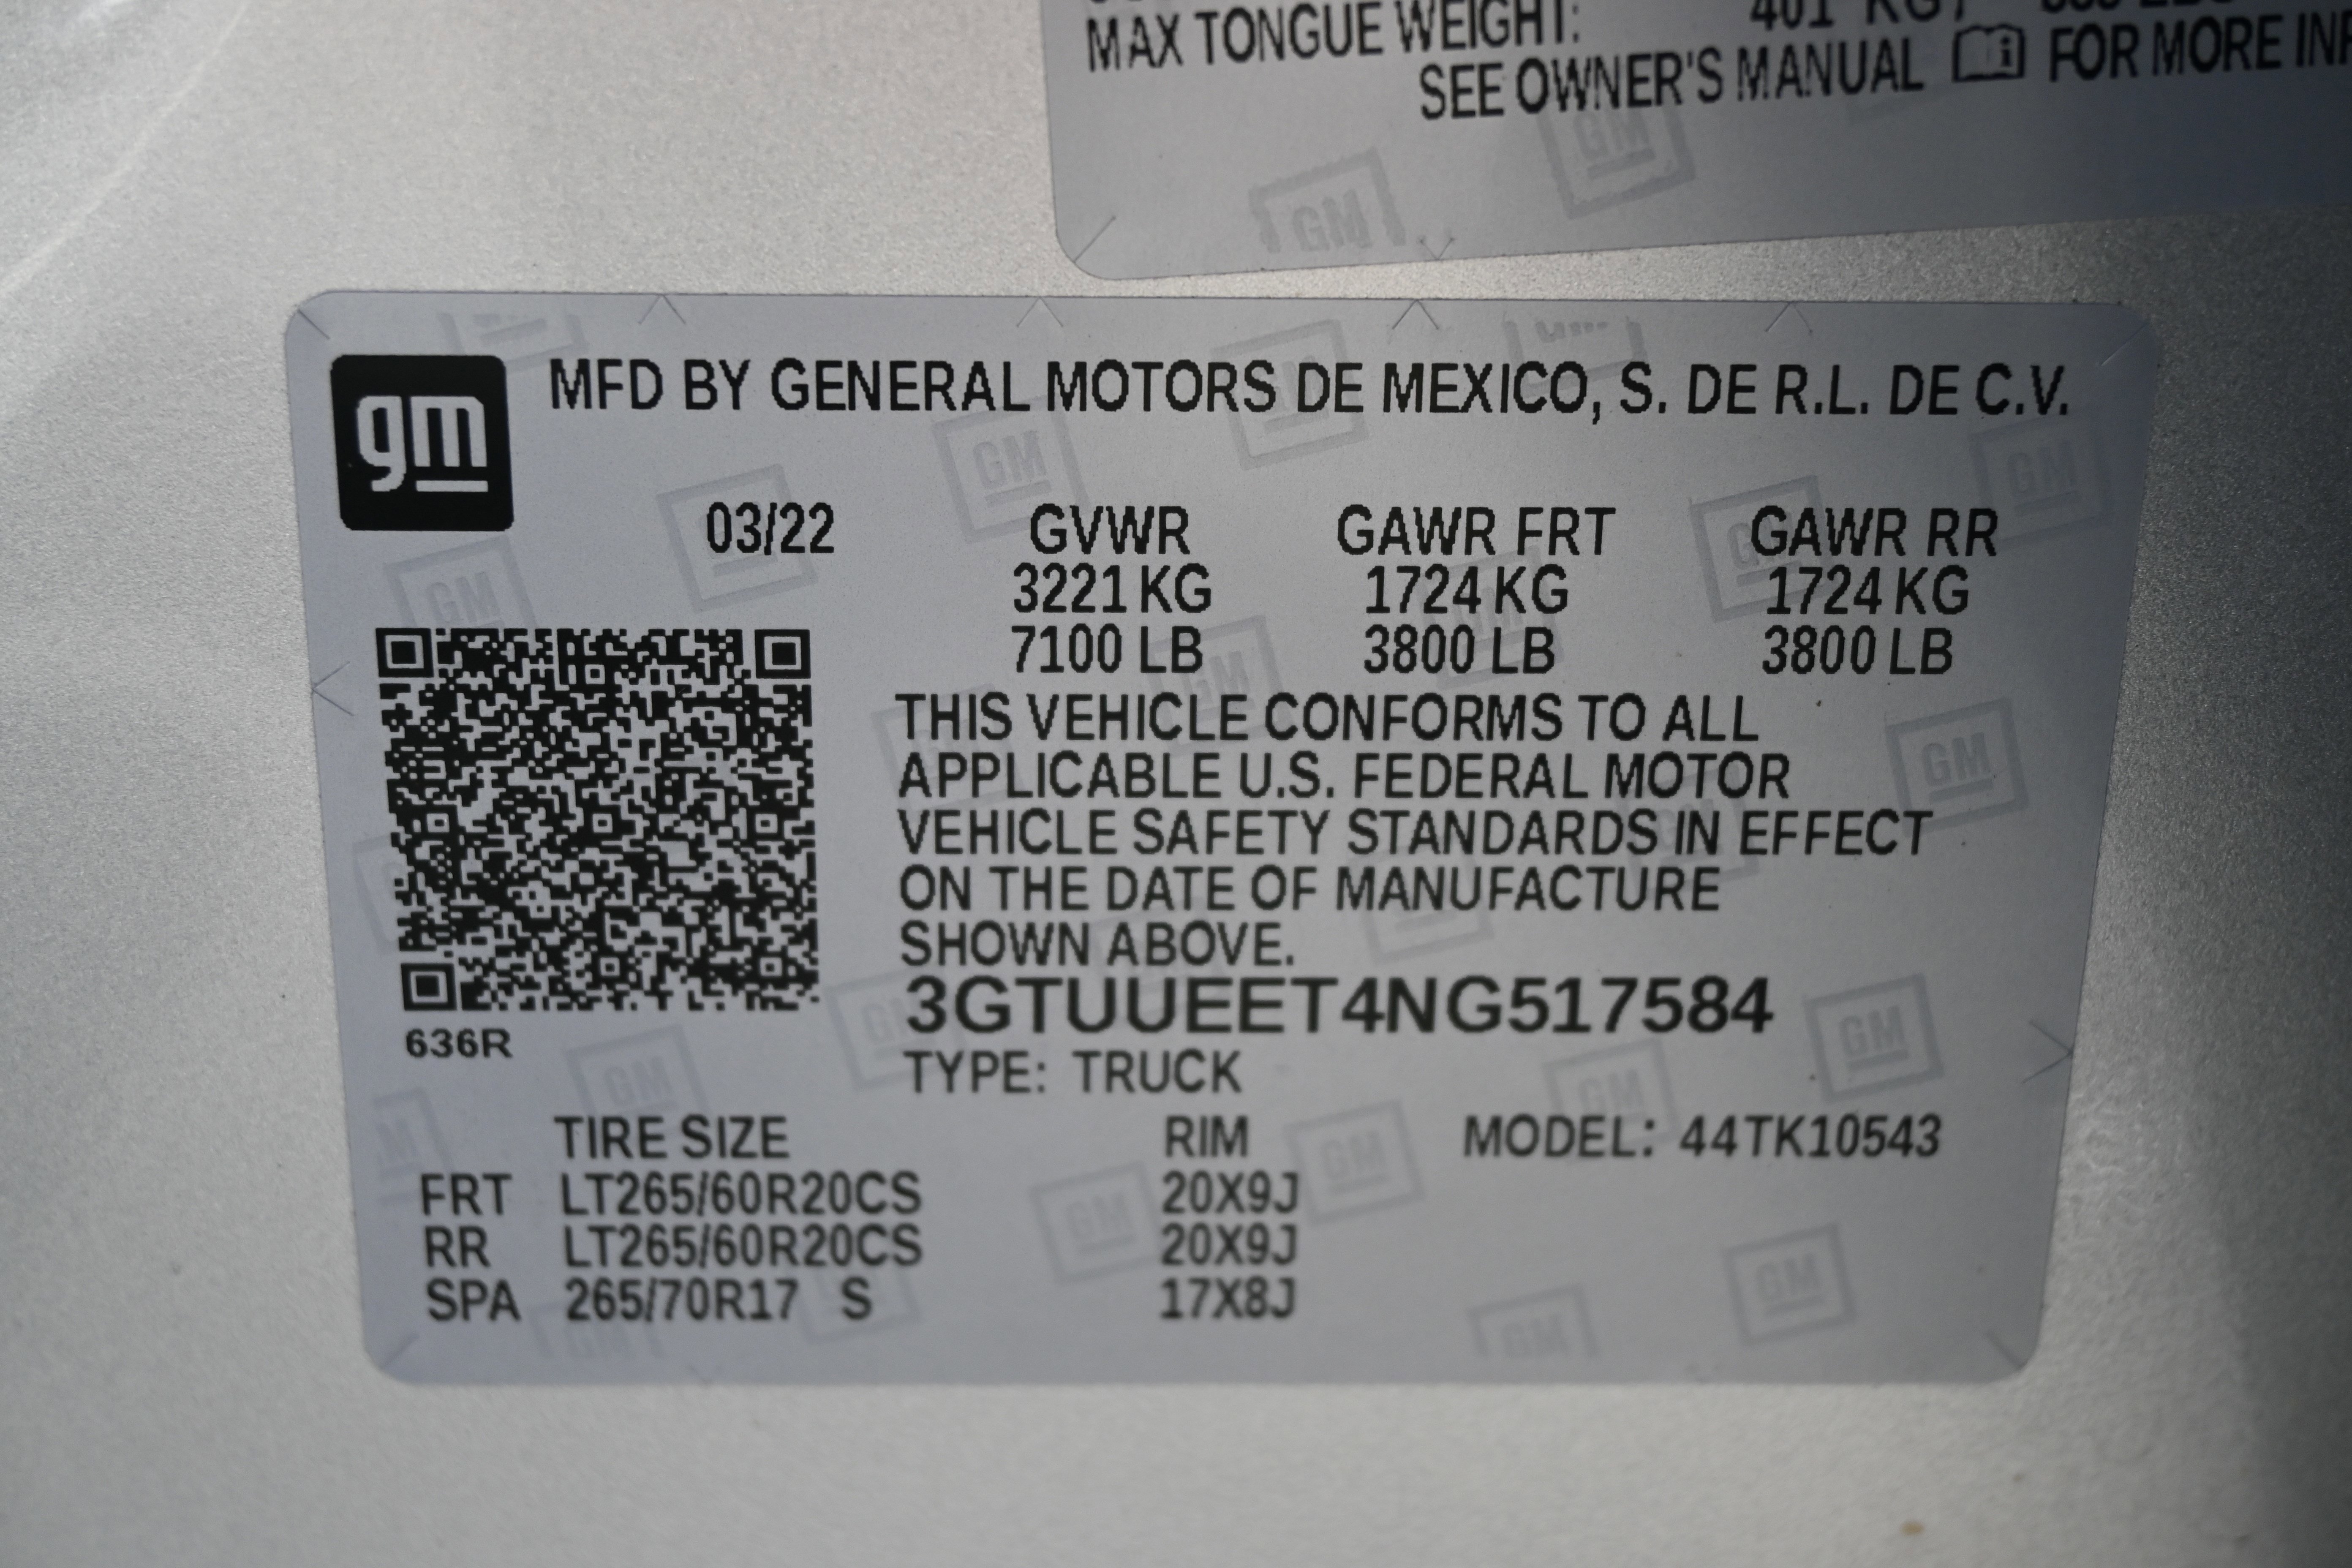 MAX TONGUE WEIGHT: 401 KG,
SEE OWNER'S MANUAL FOR MORE
gm
MFD BY GENERAL MOTORS DE MEXICO, S. DE R.L. DE C.V.
03/22 GVWR GAWR FRT GAWR RR
3221 KG 1724 KG 1724 KG
7100 LB 3800 LB 3800 LB
THIS VEHICLE CONFORMS TO ALL
APPLICABLE U.S. FEDERAL MOTOR
VEHICLE SAFETY STANDARDS IN EFFECT
ON THE DATE OF MANUFACTURE
SHOWN ABOVE.
3GTUUEET4NG517584
636R
TYPE: TRUCK
TIRE SIZE RIM MODEL: 44TK10543
FRT LT265/60R20CS 20X9J
RR LT265/60R20CS 20X9J
SPA 265/70R17 S 17X8J